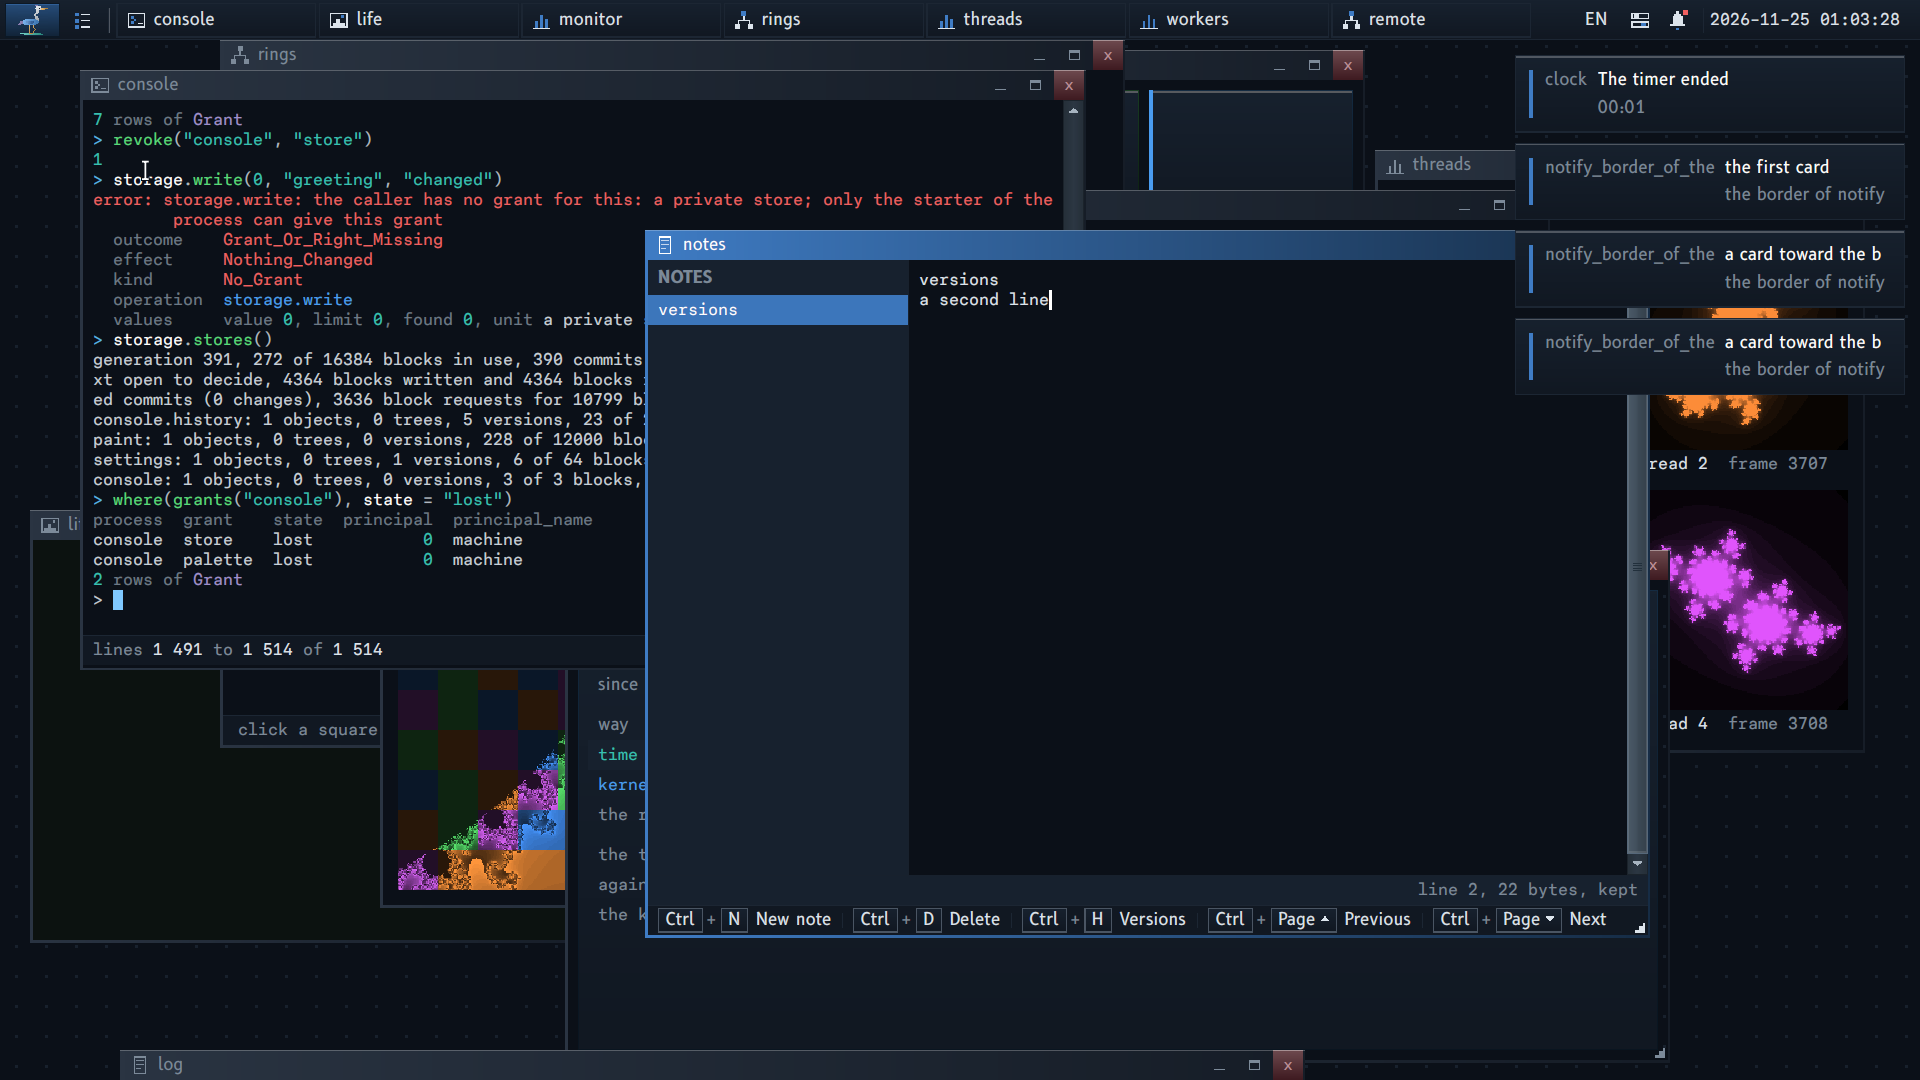 console
life
monitor
rings
threads
workers
remote
EN
2026-11-25 01:03:28
rings
console
7 rows of Grant
> revoke("console", "store")
1
> storage.write(0, "greeting", "changed")
error: storage.write: the caller has no grant for this: a private store; only the starter of the
process can give this grant
outcome Grant_Or_Right_Missing
effect Nothing_Changed
kind No_Grant
operation storage.write
values value 0, limit 0, found 0, unit a private
> storage.stores()
generation 391, 272 of 16384 blocks in use, 390 commits
xt open to decide, 4364 blocks written and 4364 blocks
ed commits (0 changes), 3636 block requests for 10799 b
console.history: 1 objects, 0 trees, 5 versions, 23 of
paint: 1 objects, 0 trees, 0 versions, 228 of 12000 blo
settings: 1 objects, 0 trees, 1 versions, 6 of 64 blocks
console: 1 objects, 0 trees, 0 versions, 3 of 3 blocks,
> where(grants("console"), state = "lost")
process grant state principal principal_name
console store lost 0 machine
console palette lost 0 machine
2 rows of Grant
>
lines 1 491 to 1 514 of 1 514
clock The timer ended
00:01
notify_border_of_the the first card
the border of notify
notify_border_of_the a card toward the b
the border of notify
notify_border_of_the a card toward the b
the border of notify
threads
notes
NOTES
versions
versions
a second line
line 2, 22 bytes, kept
Ctrl + N New note Ctrl + D Delete Ctrl + H Versions Ctrl + Page Previous Ctrl + Page Next
read 2 frame 3707
ad 4 frame 3708
li
click a square
since
way
time
kerne
the r
the t
again
the k
log